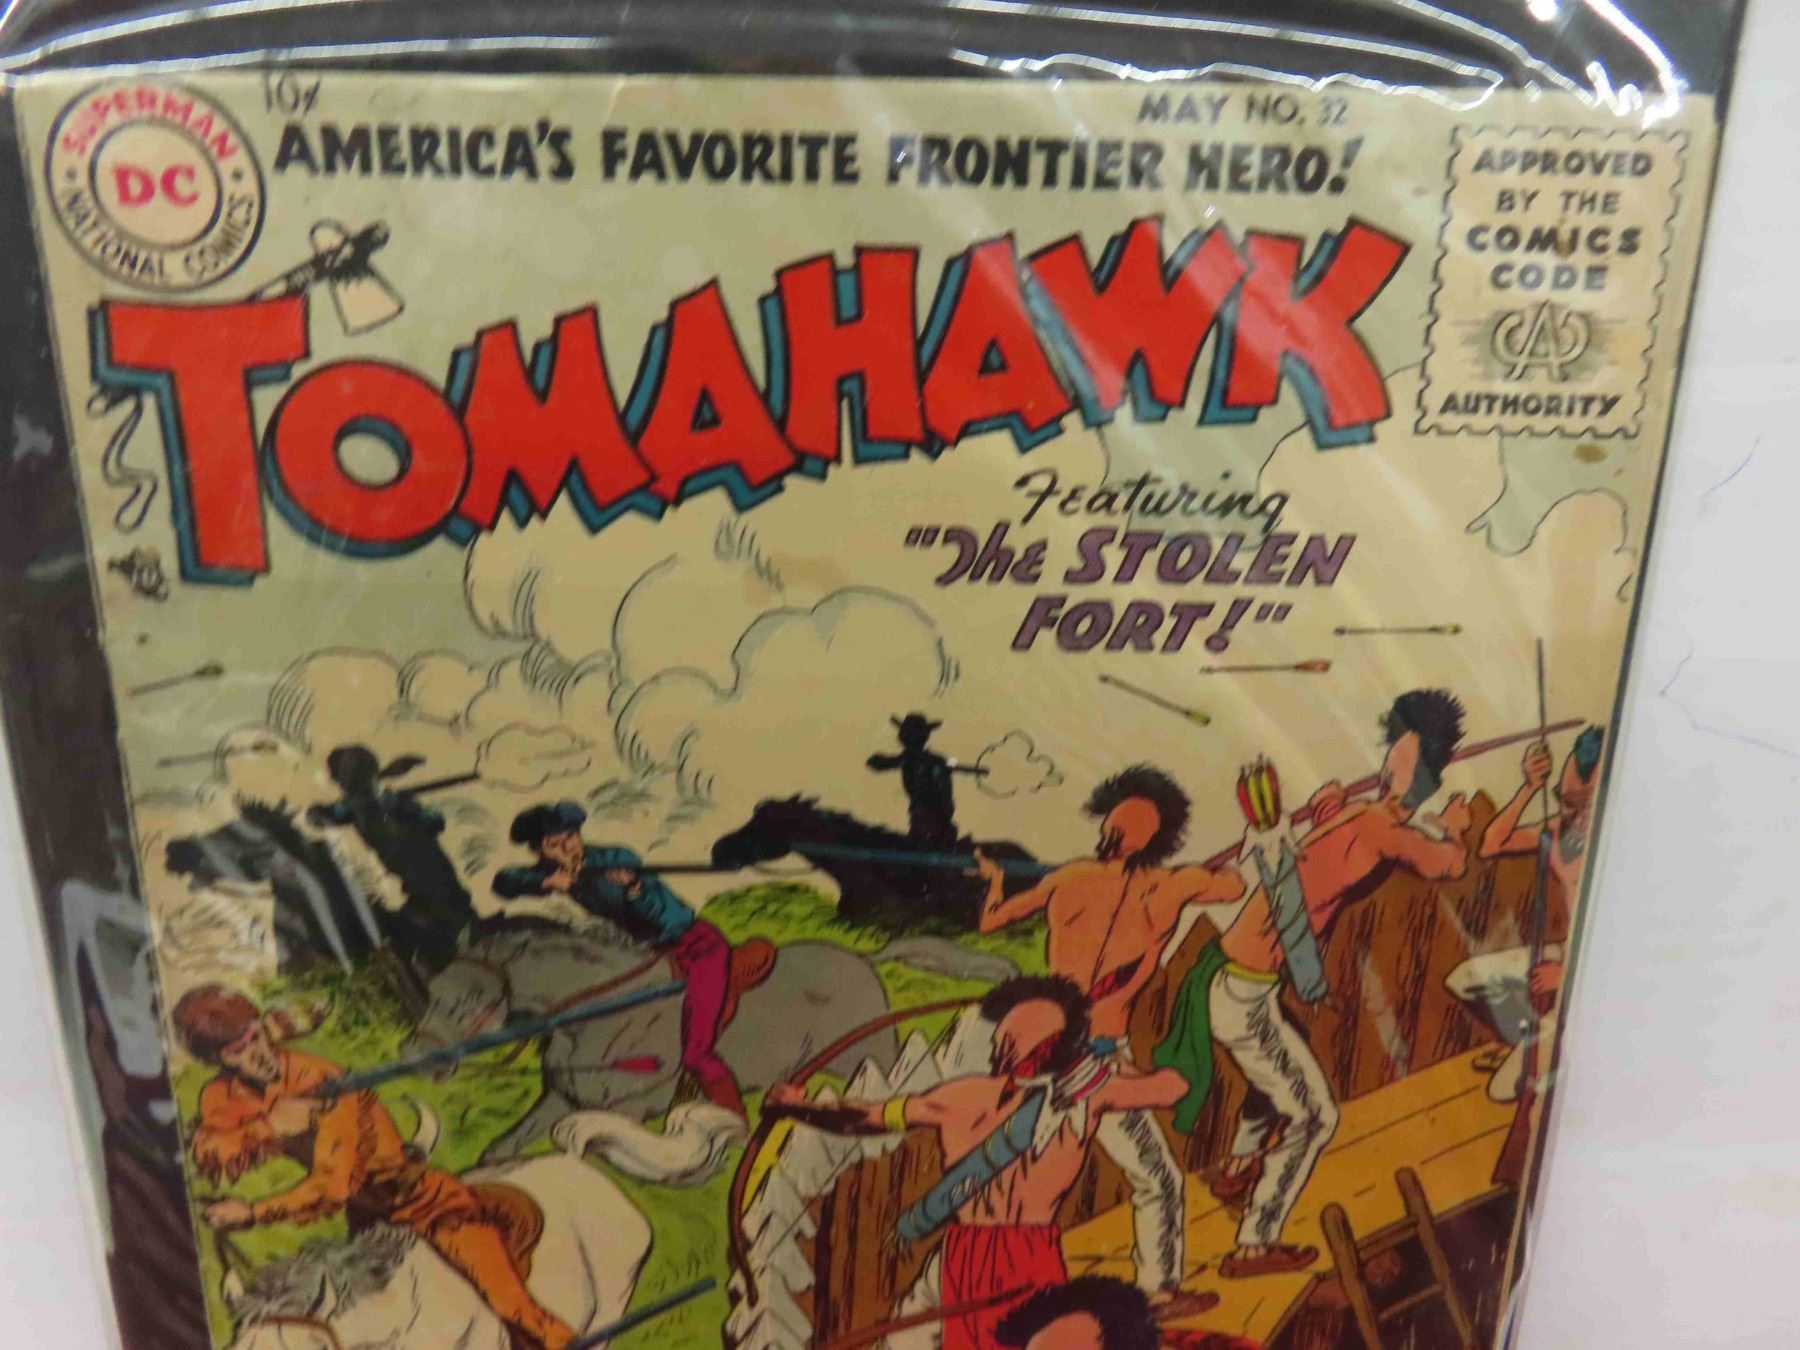 SUPERMAN
DC
NATIONAL COMICS
10¢
MAY NO. 32
AMERICA'S FAVORITE FRONTIER HERO!
TOMAHAWK
APPROVED
BY THE
COMICS
CODE
CA
AUTHORITY
Featuring
"The STOLEN
FORT!"